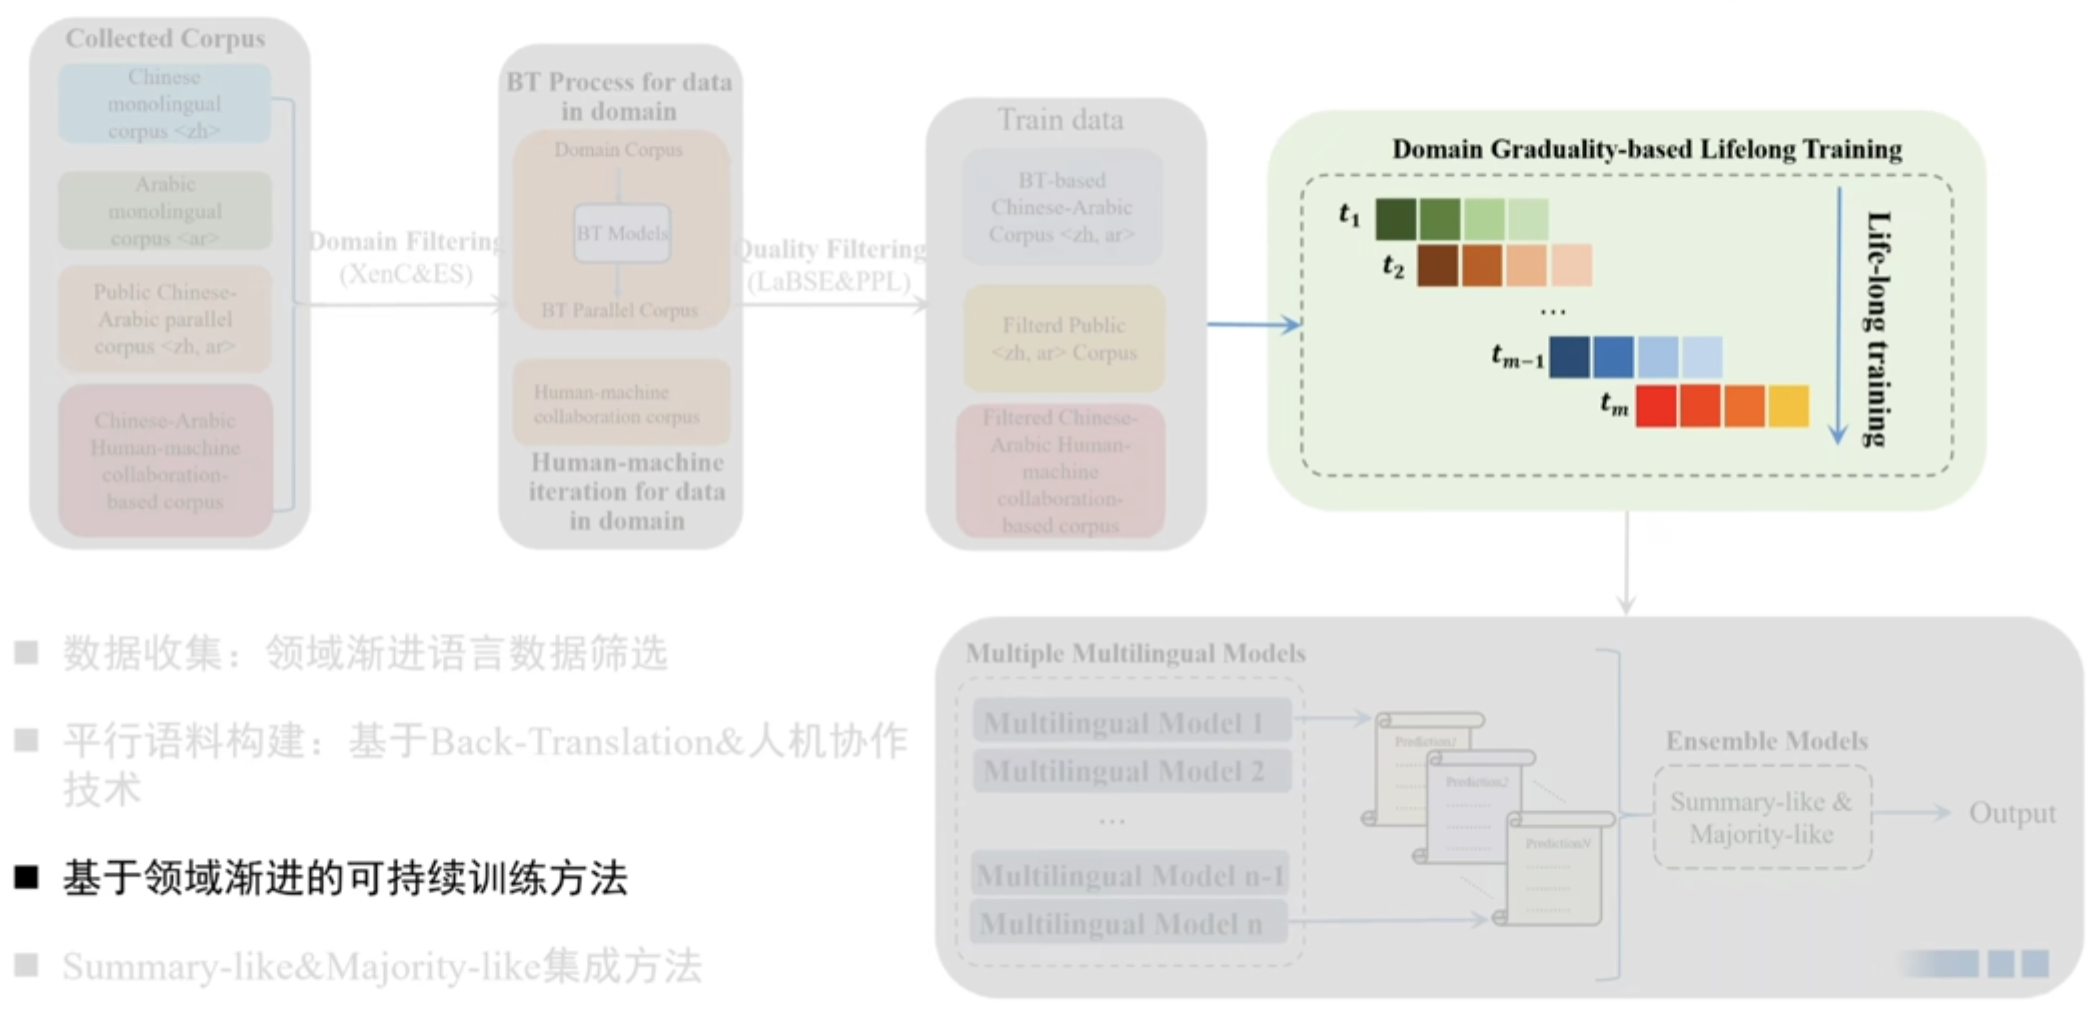 Collected Corpus
Chinese
monolingual
corpus <zh>
Arabic
monolingual
corpus <ar>
Public Chinese-
Arabic parallel
corpus <zh, ar>
Chinese-Arabic
Human-machine
collaboration-
based corpus
Domain Filtering
(XenC&ES)
BT Process for data
in domain
Domain Corpus
BT Models
BT Parallel Corpus
Human-machine
collaboration corpus
Human-machine
iteration for data
in domain
Quality Filtering
(LaBSE&PPL)
Train data
BT-based
Chinese-Arabic
Corpus <zh, ar>
Filterd Public
<zh, ar> Corpus
Filtered Chinese-
Arabic Human-
machine
collaboration-
based corpus
Domain Graduality-based Lifelong Training
t1
t2
...
tm−1
tm
Life-long training
■ 数据收集：领域渐进语言数据筛选
■ 平行语料构建：基于Back-Translation&人机协作
技术
■ 基于领域渐进的可持续训练方法
■ Summary-like&Majority-like集成方法
Multiple Multilingual Models
Multilingual Model 1
Multilingual Model 2
...
Multilingual Model n-1
Multilingual Model n
Prediction1
Prediction2
PredictionN
Ensemble Models
Summary-like &
Majority-like
Output